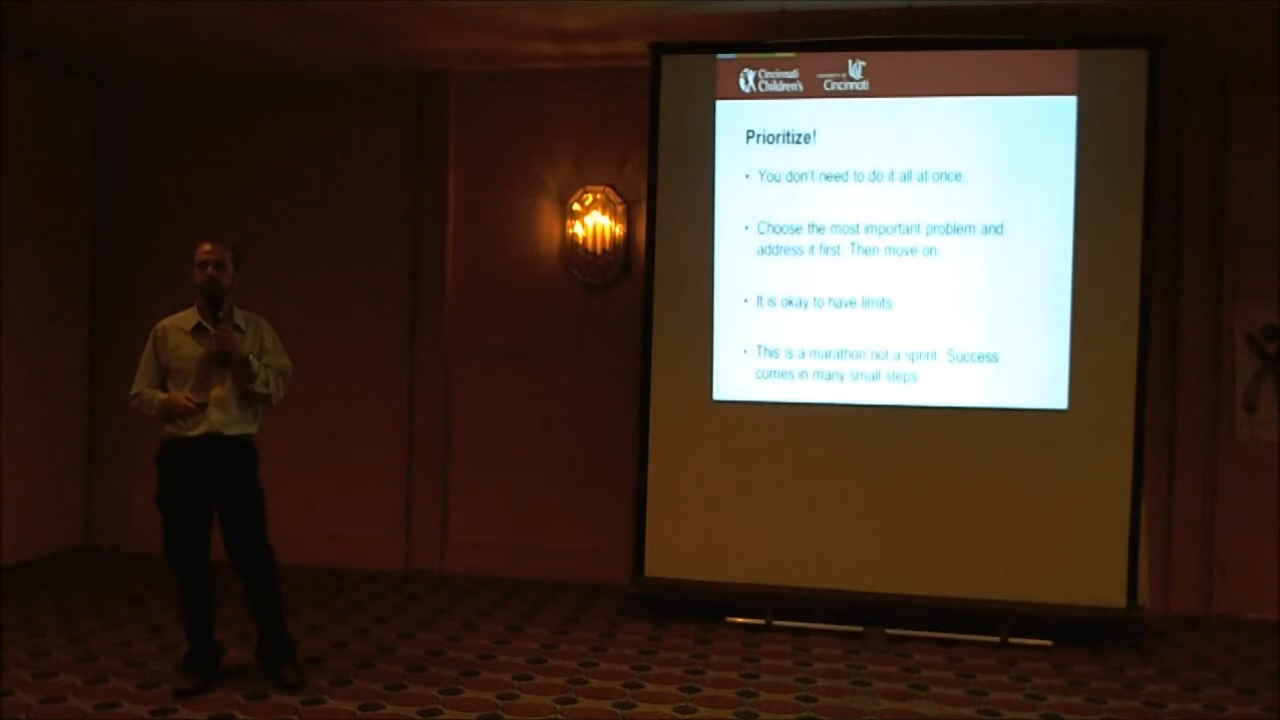 Cincinnati
Children's
UNIVERSITY OF
Cincinnati
Prioritize!
• You don't need to do it all at once.
• Choose the most important problem and
address it first. Then move on.
• It is okay to have limits.
• This is a marathon not a sprint. Success
comes in many small steps.